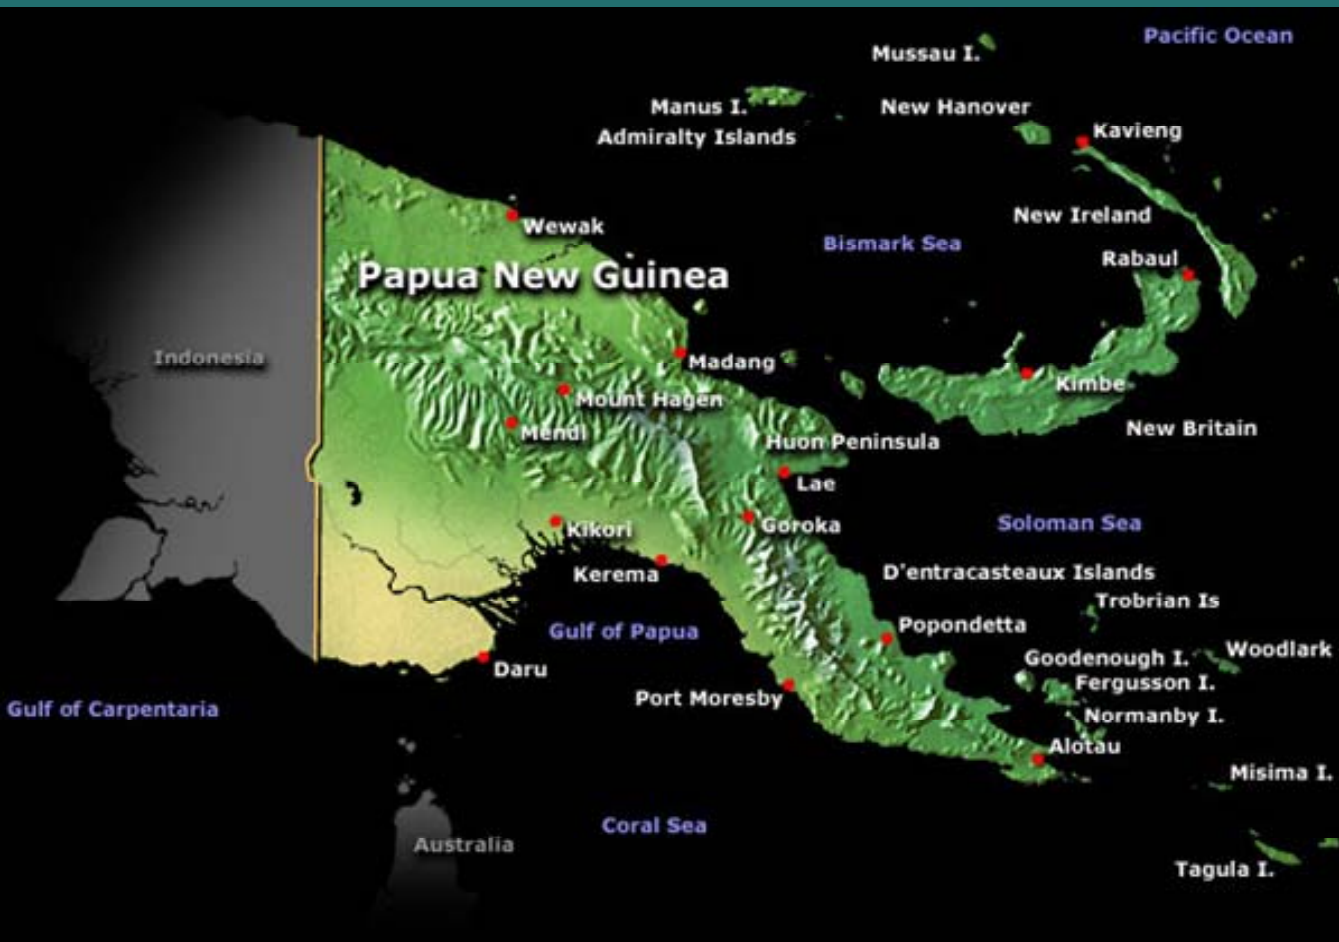 Pacific Ocean
Mussau I.
Manus I.
New Hanover
Admiralty Islands
Kavieng
New Ireland
Wewak
Bismark Sea
Rabaul
Papua New Guinea
Indonesia
Madang
Kimbe
Mount Hagen
New Britain
Mendi
Huon Peninsula
Lae
Soloman Sea
Goroka
Kikori
D'entracasteaux Islands
Kerema
Trobrian Is
Popondetta
Gulf of Papua
Woodlark
Goodenough I.
Daru
Fergusson I.
Port Moresby
Gulf of Carpentaria
Normanby I.
Alotau
Misima I.
Coral Sea
Australia
Tagula I.